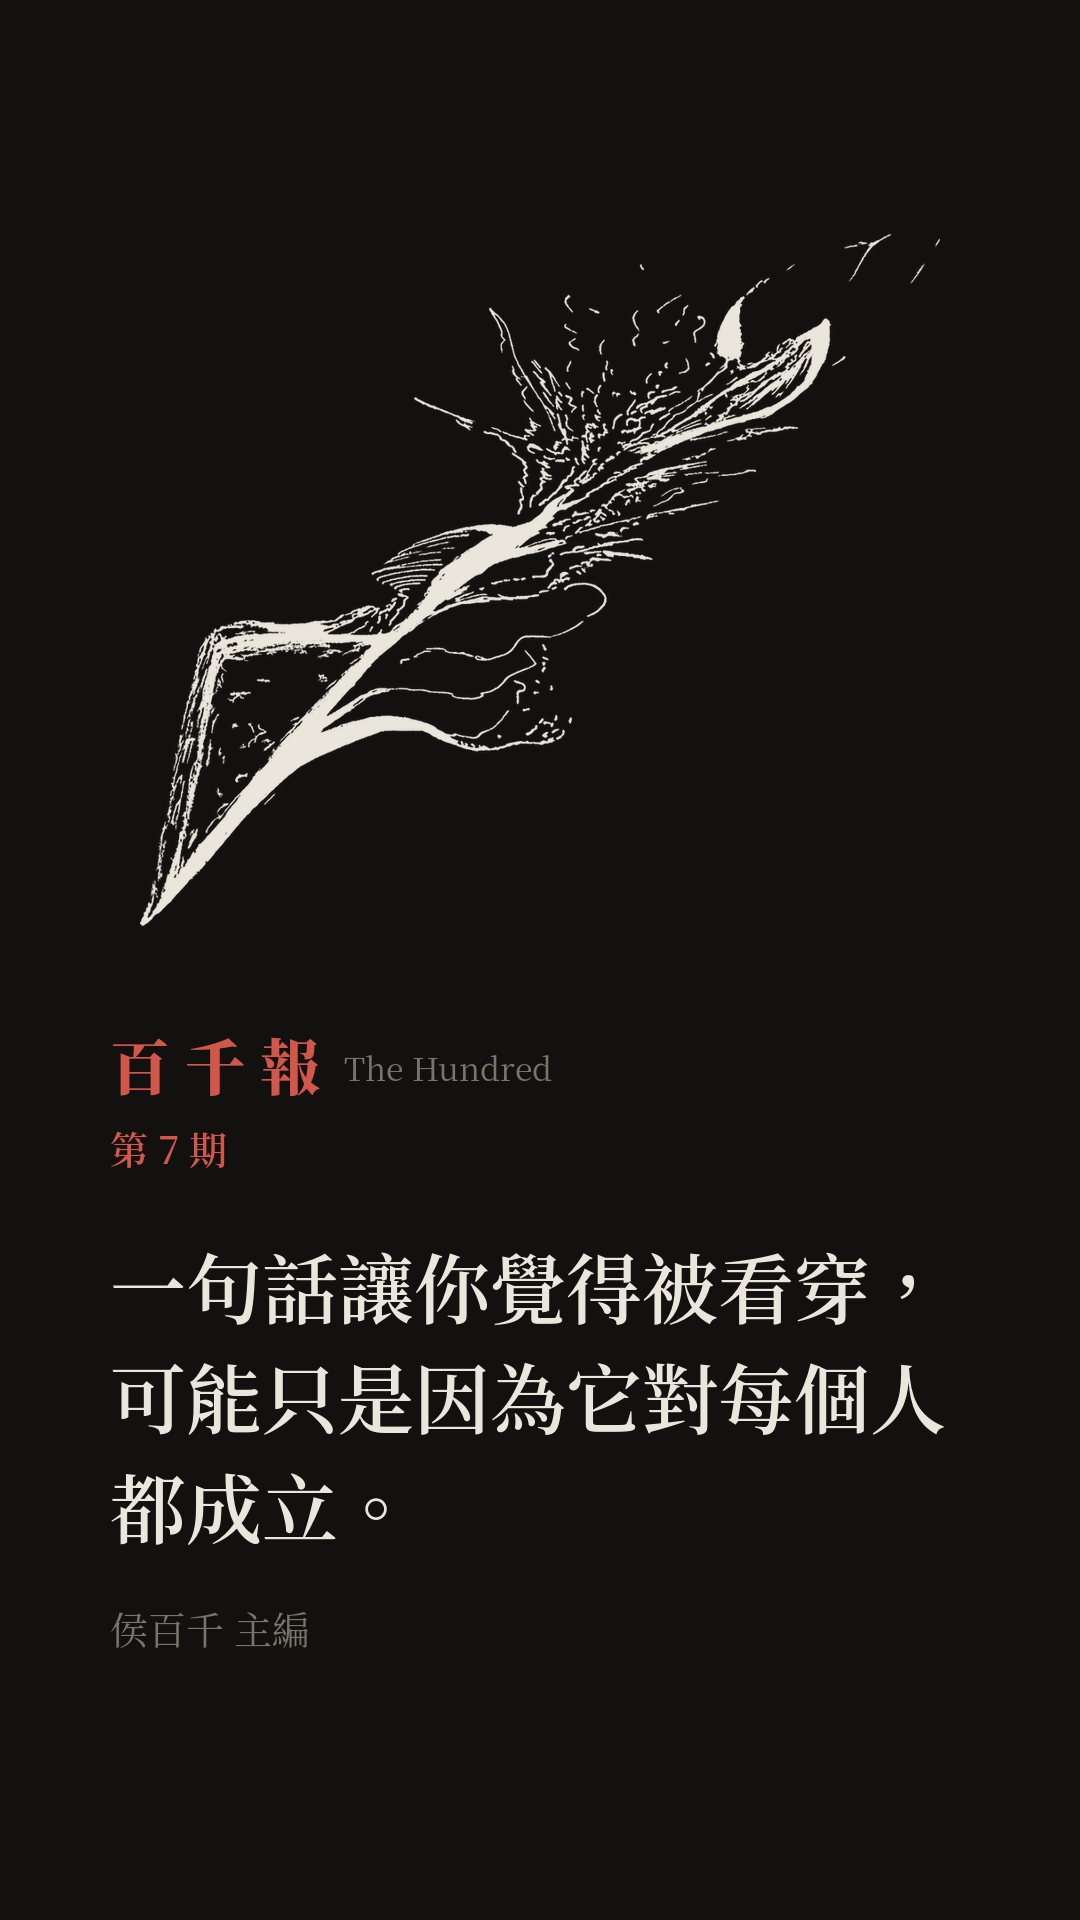 百千報 The Hundred
第 7 期
一句話讓你覺得被看穿，
可能只是因為它對每個人
都成立。
侯百千 主編